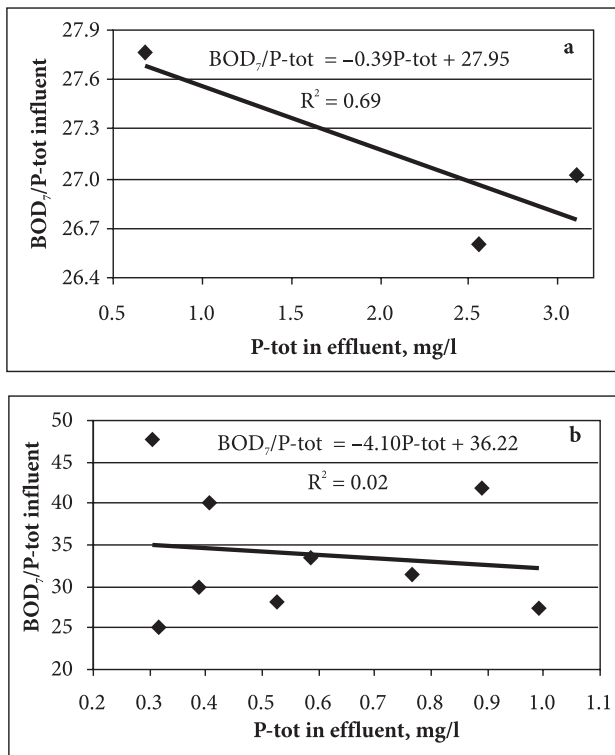 a
BOD₇/P-tot = –0.39P-tot + 27.95
R² = 0.69
BOD₇/P-tot influent
27.9
27.6
27.3
27.0
26.7
26.4
0.5 1.0 1.5 2.0 2.5 3.0
P-tot in effluent, mg/l
b
BOD₇/P-tot = –4.10P-tot + 36.22
R² = 0.02
BOD₇/P-tot influent
50
45
40
35
30
25
20
0.2 0.3 0.4 0.5 0.6 0.7 0.8 0.9 1.0 1.1
P-tot in effluent, mg/l